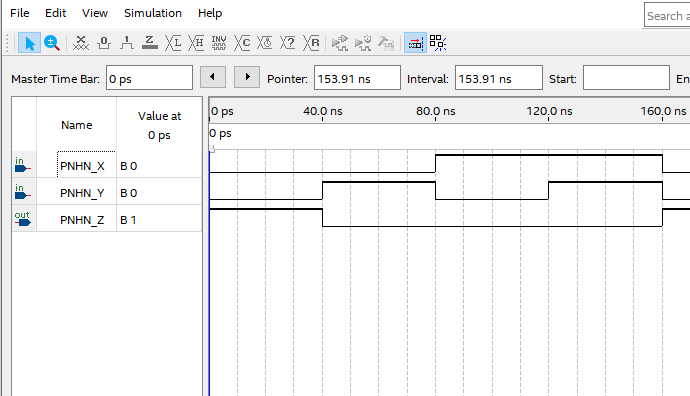 File Edit View Simulation Help
Search a
Master Time Bar: 0 ps Pointer: 153.91 ns Interval: 153.91 ns Start: En
Name Value at 0 ps
0 ps 40.0 ns 80.0 ns 120.0 ns 160.0 ns
0 ps
in PNHN_X B 0
in PNHN_Y B 0
out PNHN_Z B 1